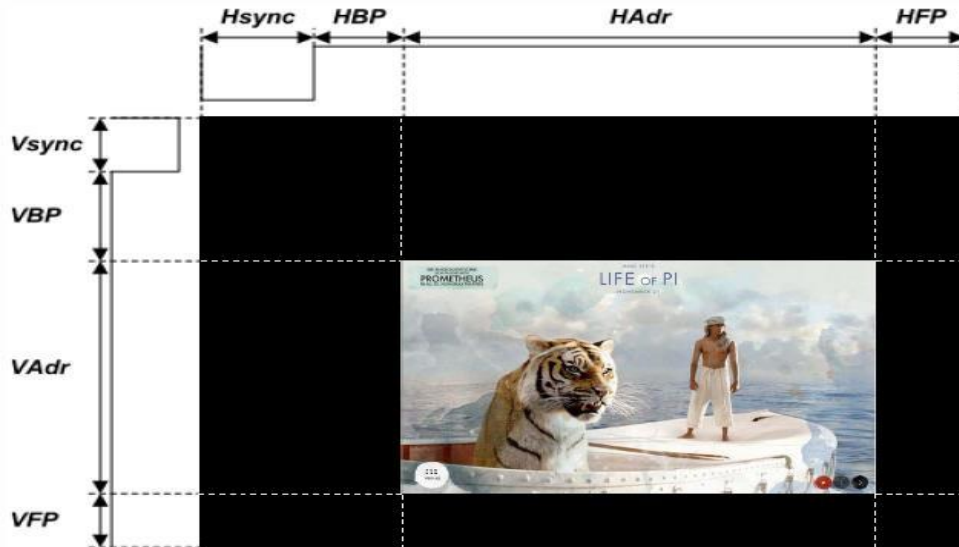 Hsync HBP HAdr HFP
Vsync
VBP
VAdr
VFP
PROMETHEUS
LIFE OF PI